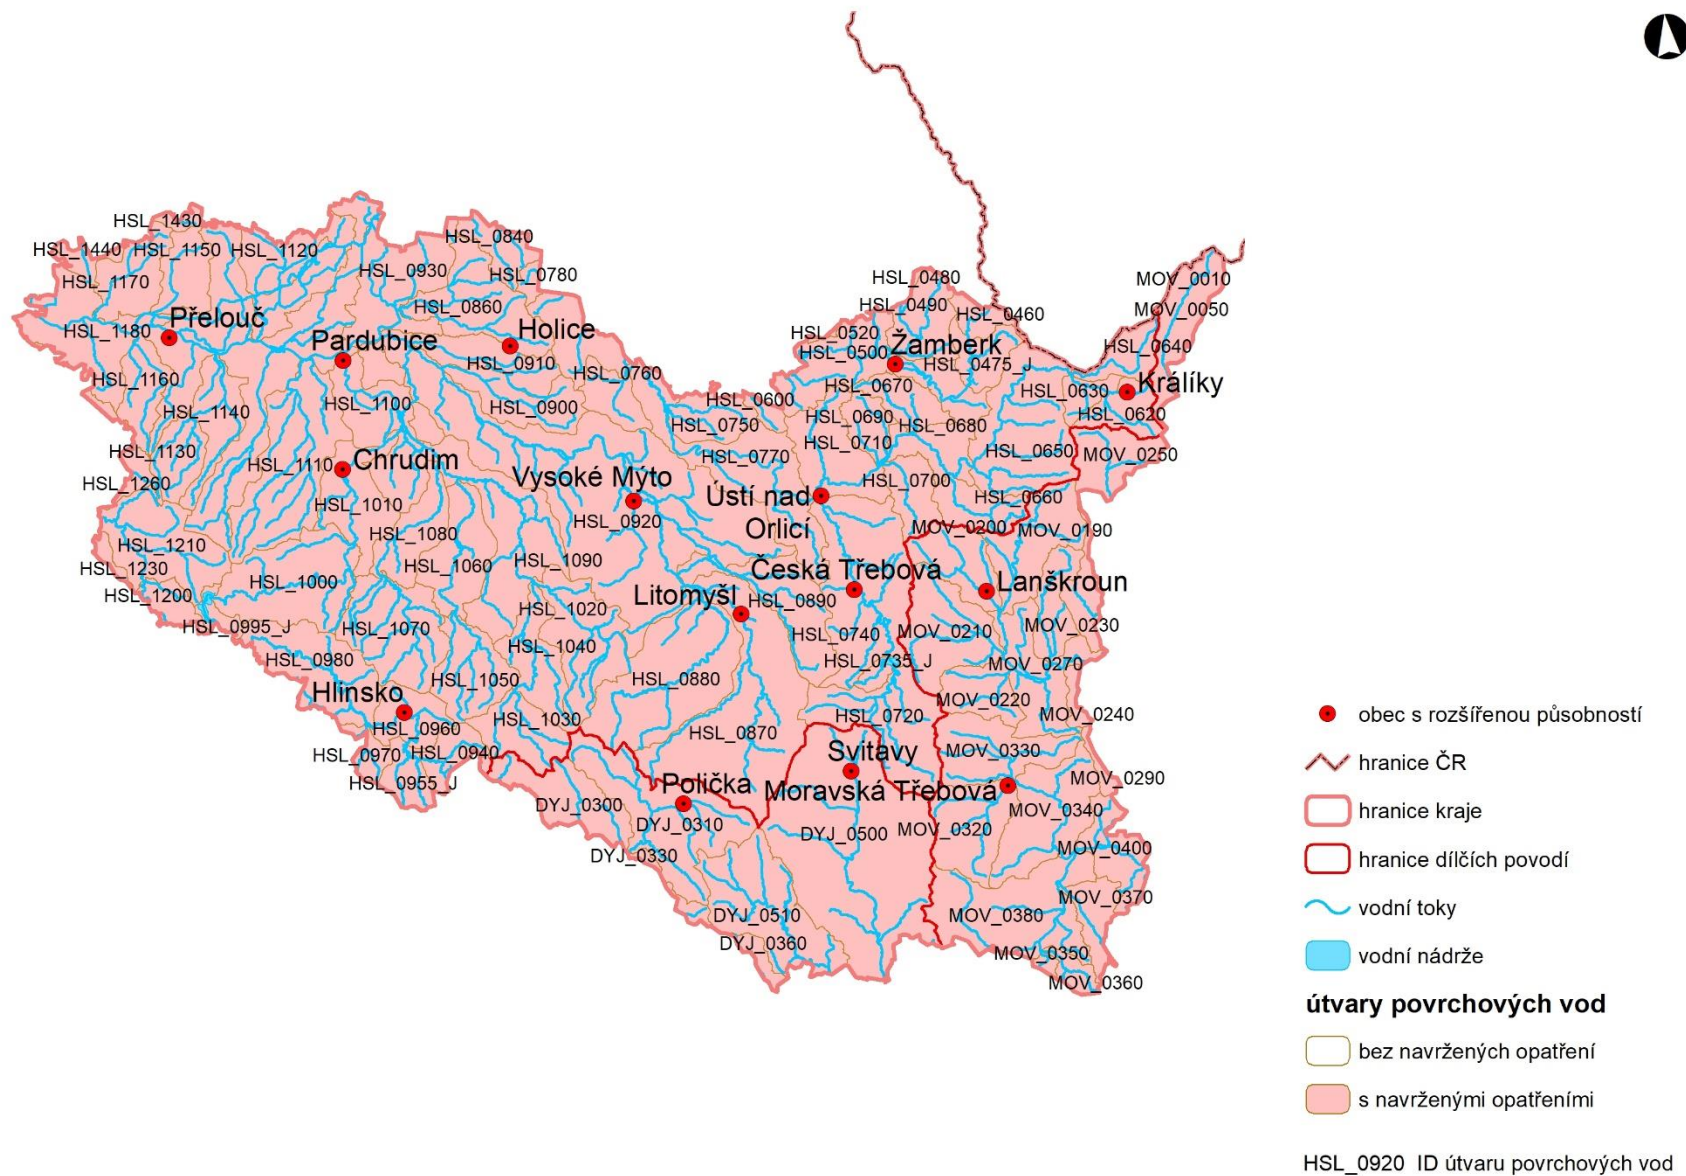 HSL_1430
HSL_1440
HSL_1150
HSL_1120
HSL_0840
HSL_1170
HSL_0930
HSL_0780
HSL_0480
MOV_0010
HSL_0860
HSL_0490
HSL_0460
MOV_0050
HSL_1180
Přelouč
Pardubice
Holice
HSL_0520
HSL_0500
Žamberk
HSL_0640
HSL_0910
HSL_0760
HSL_0475_J
HSL_1160
HSL_0670
HSL_0630
Králíky
HSL_1100
HSL_0900
HSL_0600
HSL_1140
HSL_0750
HSL_0690
HSL_0680
HSL_0620
HSL_0710
HSL_1130
HSL_1110
Chrudim
HSL_0770
HSL_0650
MOV_0250
HSL_1260
Vysoké Mýto
HSL_0700
HSL_1010
Ústí nad
Orlicí
HSL_0660
HSL_0920
HSL_1080
MOV_0200
MOV_0190
HSL_1210
HSL_1060
HSL_1090
HSL_1230
HSL_1000
Česká Třebová
Lanškroun
HSL_1200
Litomyšl
HSL_0890
HSL_1020
HSL_0995_J
HSL_1070
HSL_0740
MOV_0210
MOV_0230
HSL_1040
HSL_0980
HSL_0735_J
MOV_0270
HSL_1050
HSL_0880
Hlinsko
MOV_0220
HSL_1030
HSL_0720
MOV_0240
HSL_0960
HSL_0870
HSL_0970
HSL_0940
Svitavy
MOV_0330
HSL_0955_J
Polička
Moravská Třebová
MOV_0290
DYJ_0300
DYJ_0310
DYJ_0500
MOV_0320
MOV_0340
DYJ_0330
MOV_0400
MOV_0370
DYJ_0510
MOV_0380
DYJ_0360
MOV_0350
MOV_0360
obec s rozšířenou působností
hranice ČR
hranice kraje
hranice dílčích povodí
vodní toky
vodní nádrže
útvary povrchových vod
bez navržených opatření
s navrženými opatřeními
HSL_0920 ID útvaru povrchových vod